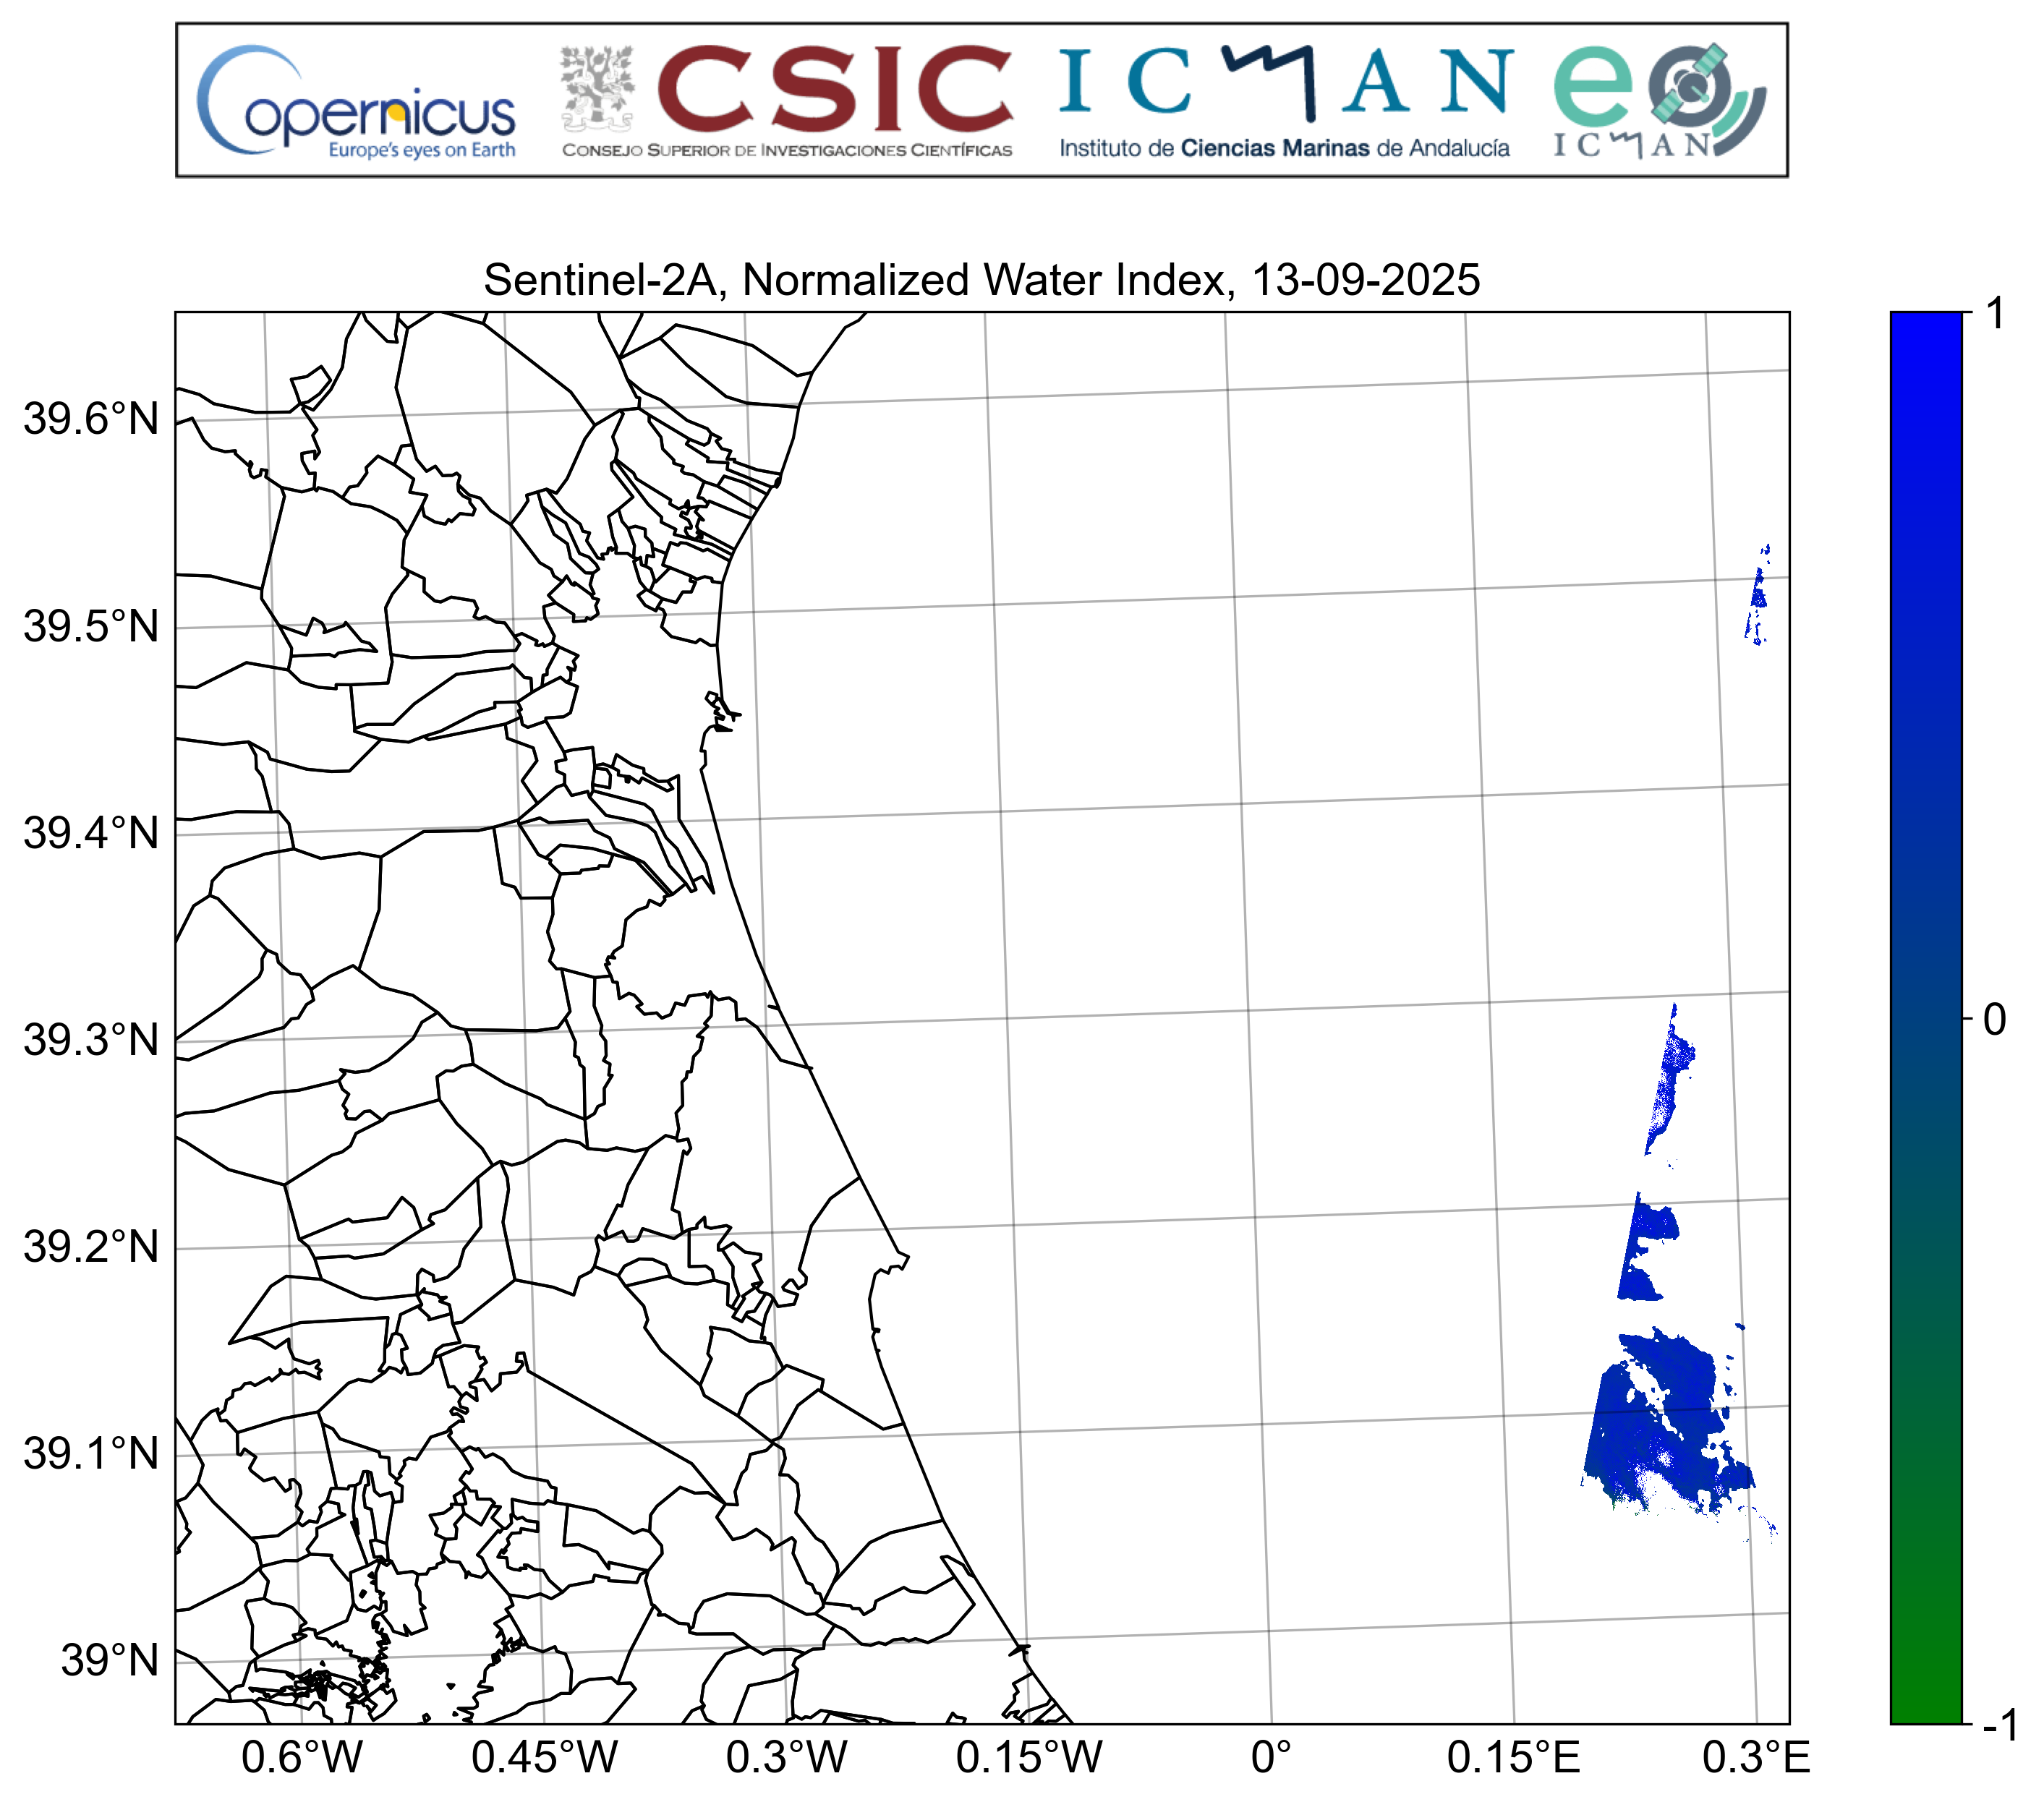 opernicus
Europe's eyes on Earth
CSIC
CONSEJO SUPERIOR DE INVESTIGACIONES CIENTÍFICAS
ICMAN
Instituto de Ciencias Marinas de Andalucía
eo
ICMAN
Sentinel-2A, Normalized Water Index, 13-09-2025
39.6°N
39.5°N
39.4°N
39.3°N
39.2°N
39.1°N
39°N
0.6°W 0.45°W 0.3°W 0.15°W 0° 0.15°E 0.3°E
1
0
-1